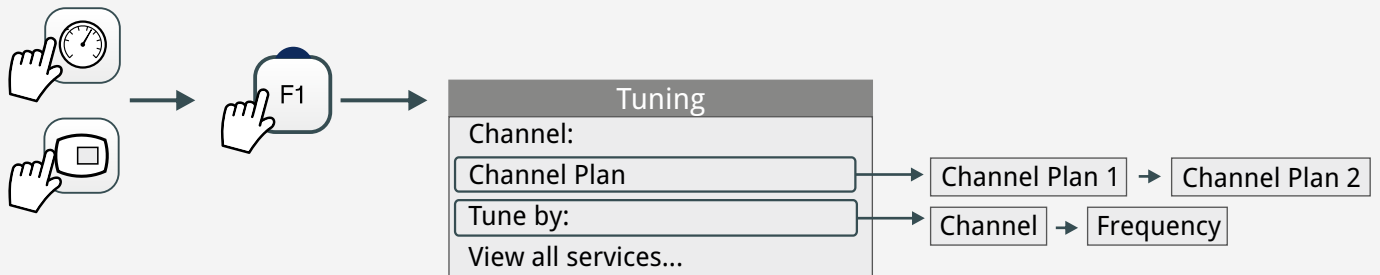 F1
Tuning
Channel:
Channel Plan
Channel Plan 1
Channel Plan 2
Tune by:
Channel
Frequency
View all services...